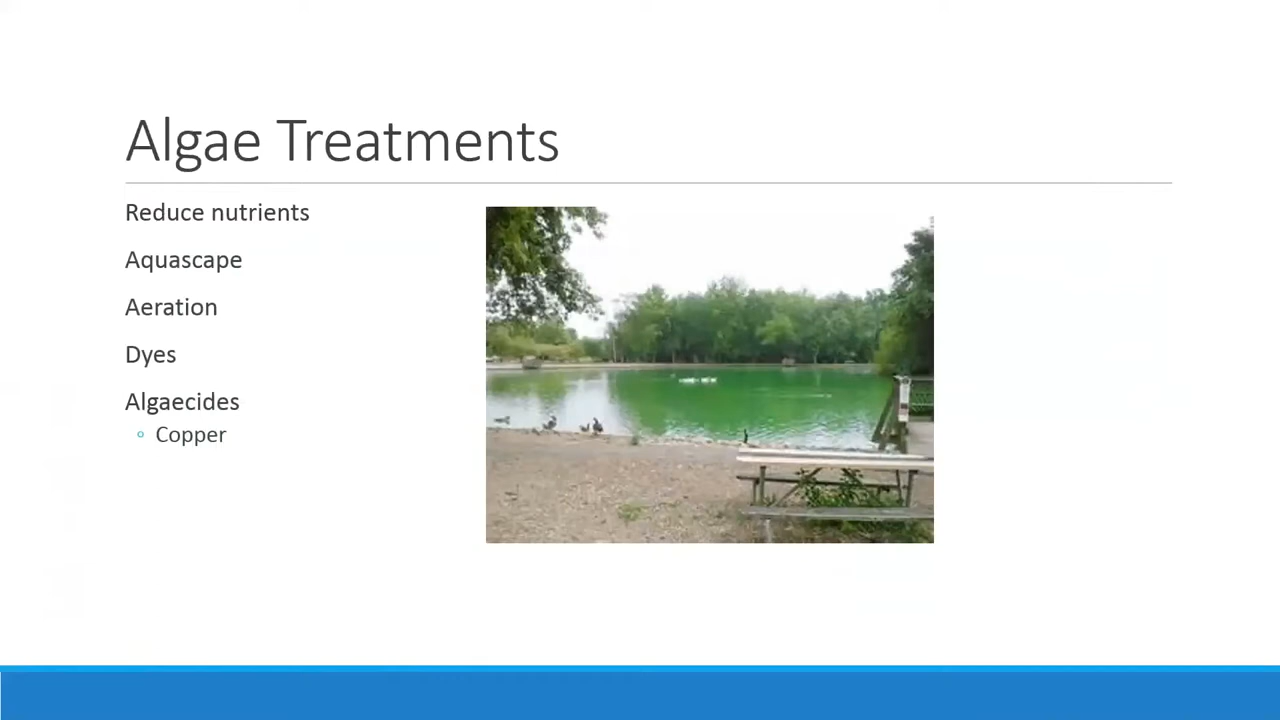 Algae Treatments
Reduce nutrients
Aquascape
Aeration
Dyes
Algaecides
Copper